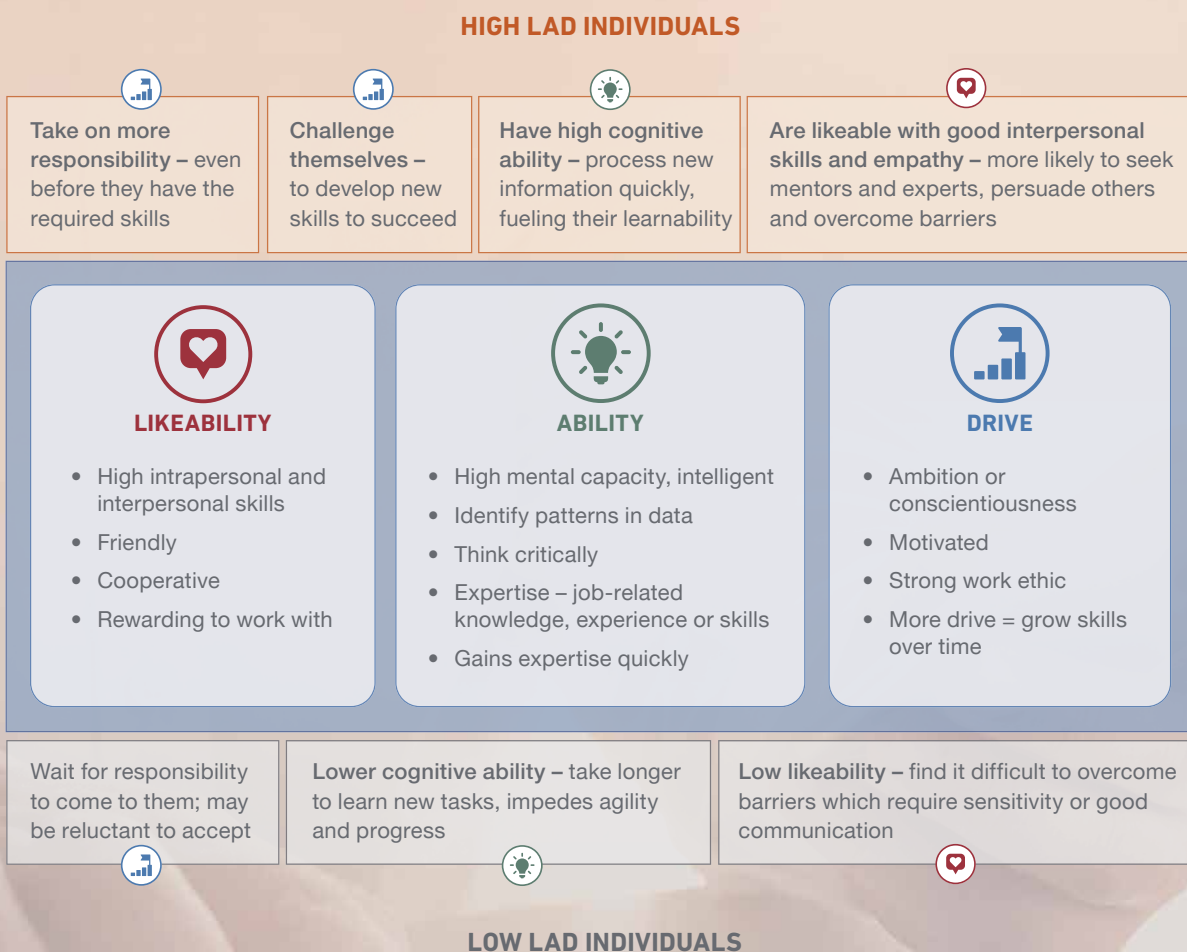 HIGH LAD INDIVIDUALS
Take on more
responsibility – even
before they have the
required skills
Challenge
themselves –
to develop new
skills to succeed
Have high cognitive
ability – process new
information quickly,
fueling their learnability
Are likeable with good interpersonal
skills and empathy – more likely to seek
mentors and experts, persuade others
and overcome barriers
LIKEABILITY
• High intrapersonal and
interpersonal skills
• Friendly
• Cooperative
• Rewarding to work with
ABILITY
• High mental capacity, intelligent
• Identify patterns in data
• Think critically
• Expertise – job-related
knowledge, experience or skills
• Gains expertise quickly
DRIVE
• Ambition or
conscientiousness
• Motivated
• Strong work ethic
• More drive = grow skills
over time
Wait for responsibility
to come to them; may
be reluctant to accept
Lower cognitive ability – take longer
to learn new tasks, impedes agility
and progress
Low likeability – find it difficult to overcome
barriers which require sensitivity or good
communication
LOW LAD INDIVIDUALS